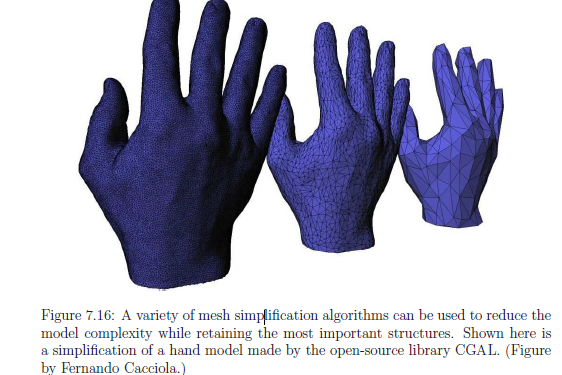 Figure 7.16: A variety of mesh simplification algorithms can be used to reduce the
model complexity while retaining the most important structures. Shown here is
a simplification of a hand model made by the open-source library CGAL. (Figure
by Fernando Cacciola.)